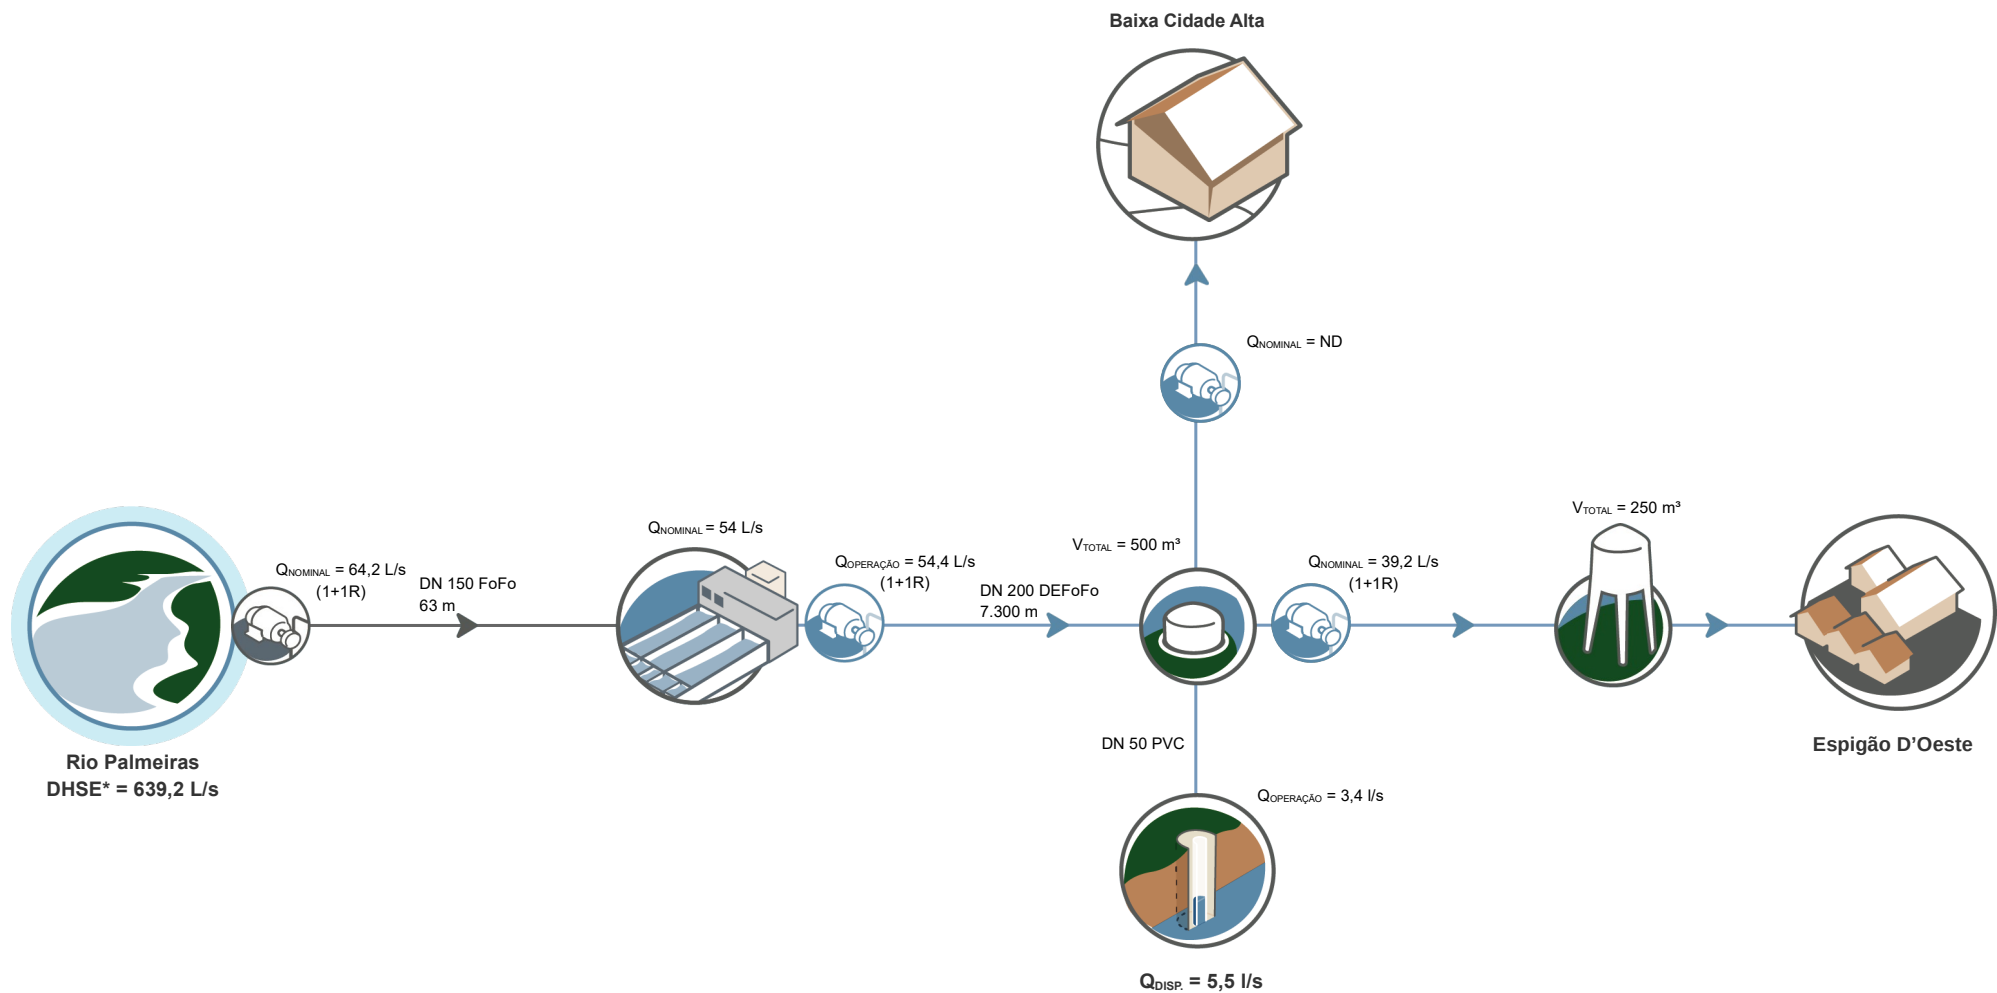 Baixa Cidade Alta
QNOMINAL = ND
VTOTAL = 250 m³
QNOMINAL = 54 L/s
VTOTAL = 500 m³
QOPERAÇÃO = 54,4 L/s
(1+1R)
QNOMINAL = 39,2 L/s
(1+1R)
QNOMINAL = 64,2 L/s
(1+1R)
DN 150 FoFo
63 m
DN 200 DEFoFo
7.300 m
DN 50 PVC
Espigão D’Oeste
Rio Palmeiras
DHSE* = 639,2 L/s
QOPERAÇÃO = 3,4 l/s
QDISP. = 5,5 l/s